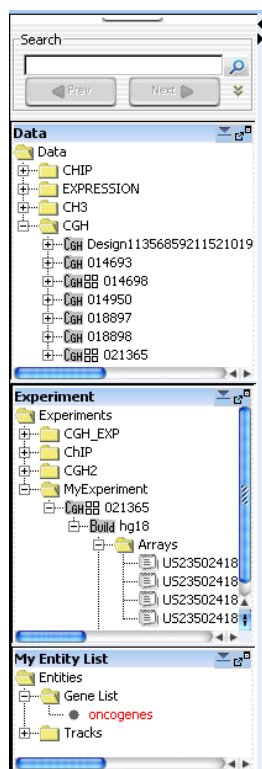 Search
Prev Next
Data
Data
CHIP
EXPRESSION
CH3
CGH
CGH Design11356859211521019
CGH 014693
CGH 014698
CGH 014950
CGH 018897
CGH 018898
CGH 021365
Experiment
Experiments
CGH_EXP
ChIP
CGH2
MyExperiment
CGH 021365
Build hg18
Arrays
US23502418
US23502418
US23502418
US23502418
My Entity List
Entities
Gene List
oncogenes
Tracks